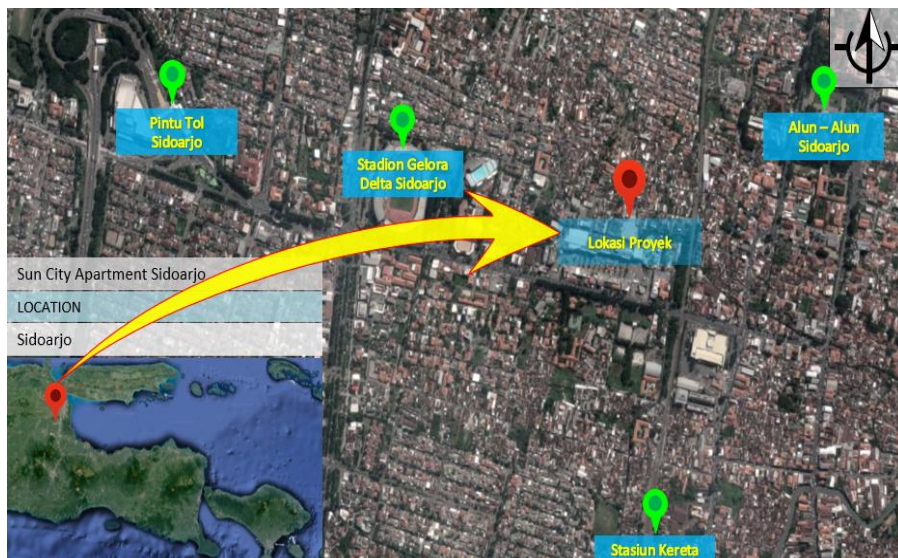 Pintu Tol
Sidoarjo
Stadion Gelora
Delta Sidoarjo
Alun – Alun
Sidoarjo
Lokasi Proyek
Sun City Apartment Sidoarjo
LOCATION
Sidoarjo
Stasiun Kereta